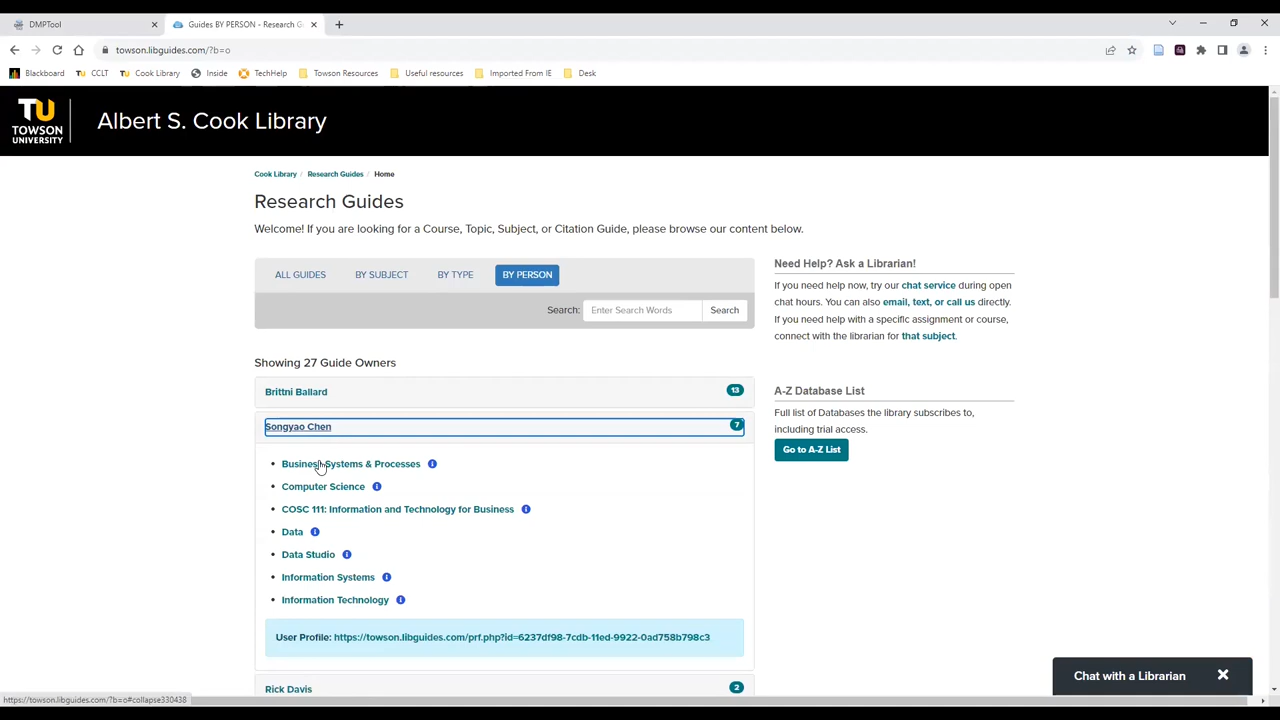 DMPTool
Guides BY PERSON - Research G
towson.libguides.com/?b=o
Blackboard CCLT Cook Library Inside TechHelp Towson Resources Useful resources Imported From IE Desk
TU
TOWSON
UNIVERSITY
Albert S. Cook Library
Cook Library / Research Guides / Home
Research Guides
Welcome! If you are looking for a Course, Topic, Subject, or Citation Guide, please browse our content below.
ALL GUIDES BY SUBJECT BY TYPE BY PERSON
Search: Enter Search Words Search
Need Help? Ask a Librarian!
If you need help now, try our chat service during open
chat hours. You can also email, text, or call us directly.
If you need help with a specific assignment or course,
connect with the librarian for that subject.
Showing 27 Guide Owners
Brittni Ballard 13
Songyao Chen 7
Business Systems & Processes
Computer Science
COSC 111: Information and Technology for Business
Data
Data Studio
Information Systems
Information Technology
User Profile: https://towson.libguides.com/prf.php?id=6237df98-7cdb-11ed-9922-0ad758b798c3
Rick Davis 2
A-Z Database List
Full list of Databases the library subscribes to,
including trial access.
Go to A-Z List
Chat with a Librarian
https://towson.libguides.com/?b=o#collapse330438